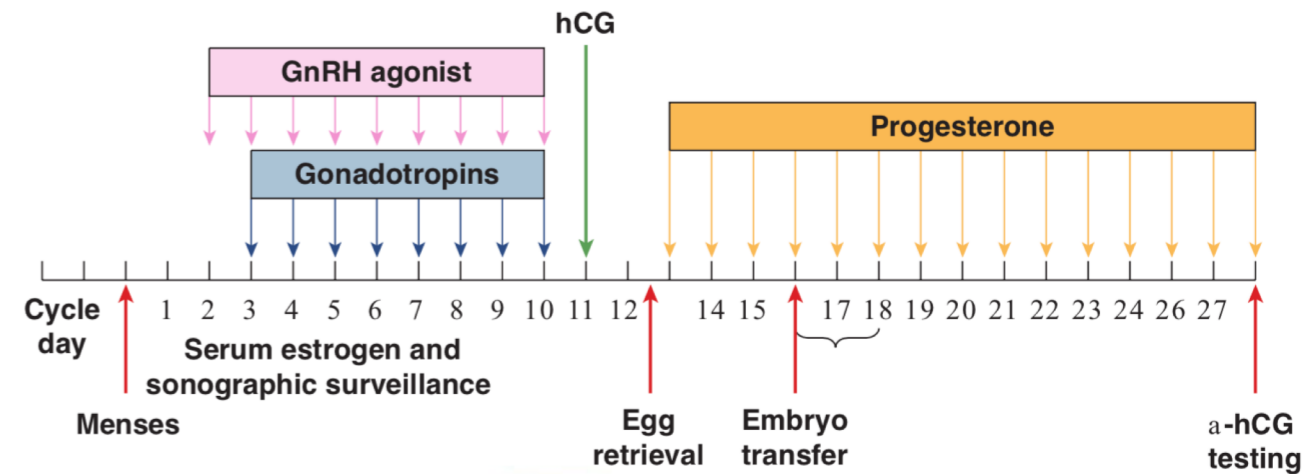 hCG
GnRH agonist
Progesterone
Gonadotropins
Cycle day
1 2 3 4 5 6 7 8 9 10 11 12 14 15 17 18 19 20 21 22 23 24 26 27
Serum estrogen and
sonographic surveillance
Menses
Egg
retrieval
Embryo
transfer
a-hCG
testing